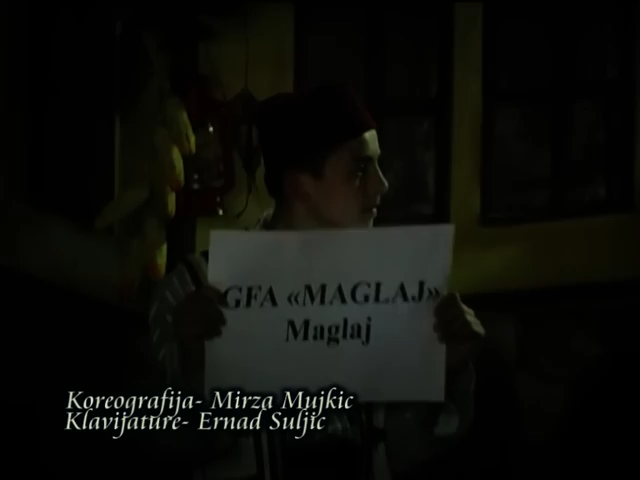 GFA «MAGLAJ»
Maglaj
Koreografija- Mirza Mujkic
Klavijature- Ernad Suljic